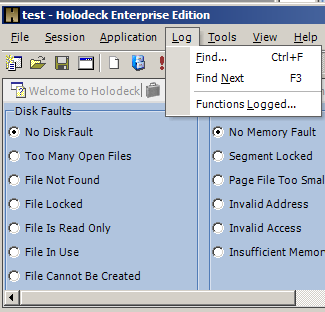 test - Holodeck Enterprise Edition
File Session Application Log Tools View Help
Find... Ctrl+F
Find Next F3
Functions Logged...
Welcome to Holodeck
Disk Faults
No Disk Fault
Too Many Open Files
File Not Found
File Locked
File Is Read Only
File In Use
File Cannot Be Created
No Memory Fault
Segment Locked
Page File Too Smal
Invalid Address
Invalid Access
Insufficient Memor